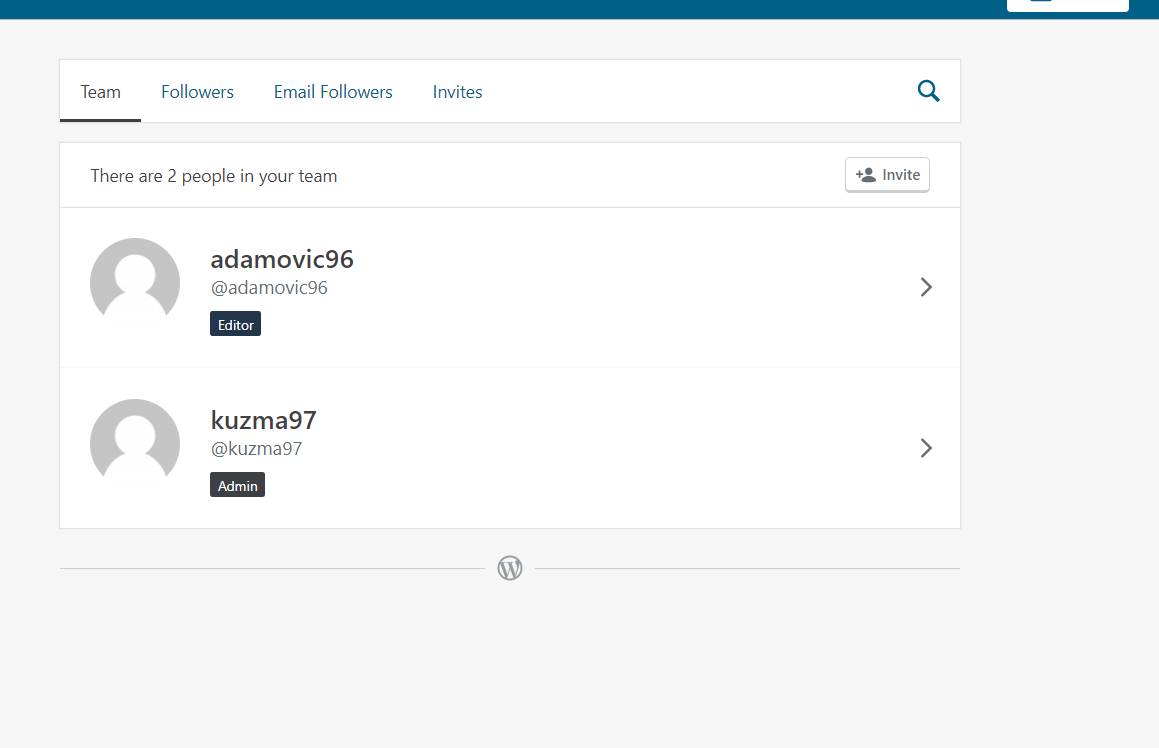 Team Followers Email Followers Invites
There are 2 people in your team Invite
adamovic96
@adamovic96
Editor
kuzma97
@kuzma97
Admin